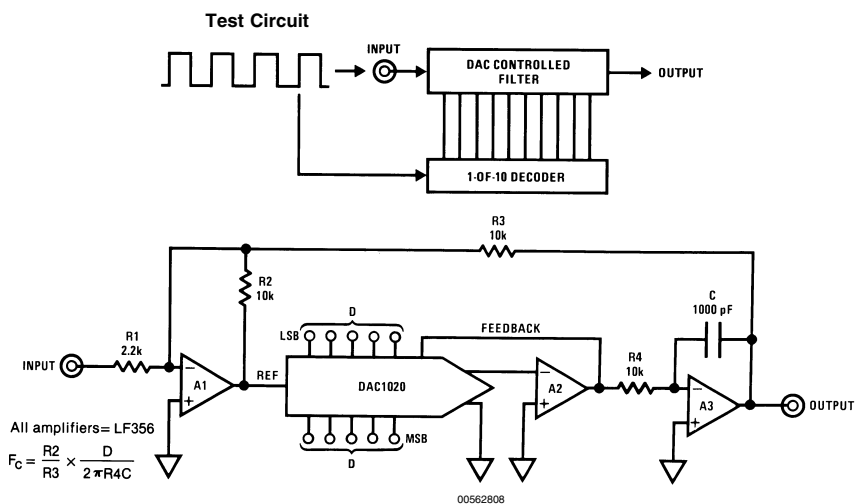 Test Circuit
INPUT
DAC CONTROLLED
FILTER
OUTPUT
1-OF-10 DECODER
R3
10k
R2
10k
C
1000 pF
D
LSB
FEEDBACK
R1
2.2k
R4
10k
INPUT
A1
REF
DAC1020
A2
A3
OUTPUT
MSB
D
All amplifiers= LF356
F_C = R2/R3 × D/2πR4C
00562808